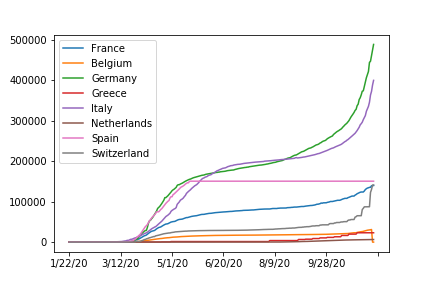 500000
400000
300000
200000
100000
0
France
Belgium
Germany
Greece
Italy
Netherlands
Spain
Switzerland
1/22/20 3/12/20 5/1/20 6/20/20 8/9/20 9/28/20